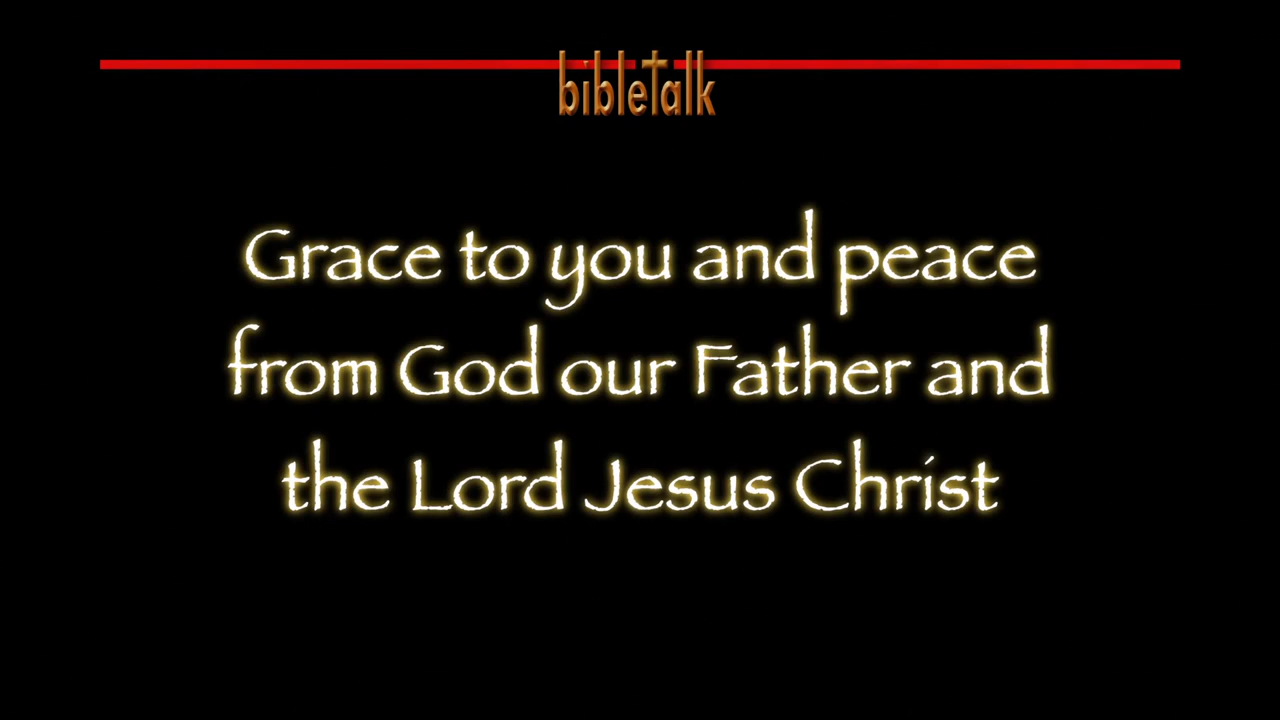 bibleTalk
Grace to you and peace
from God our Father and
the Lord Jesus Christ